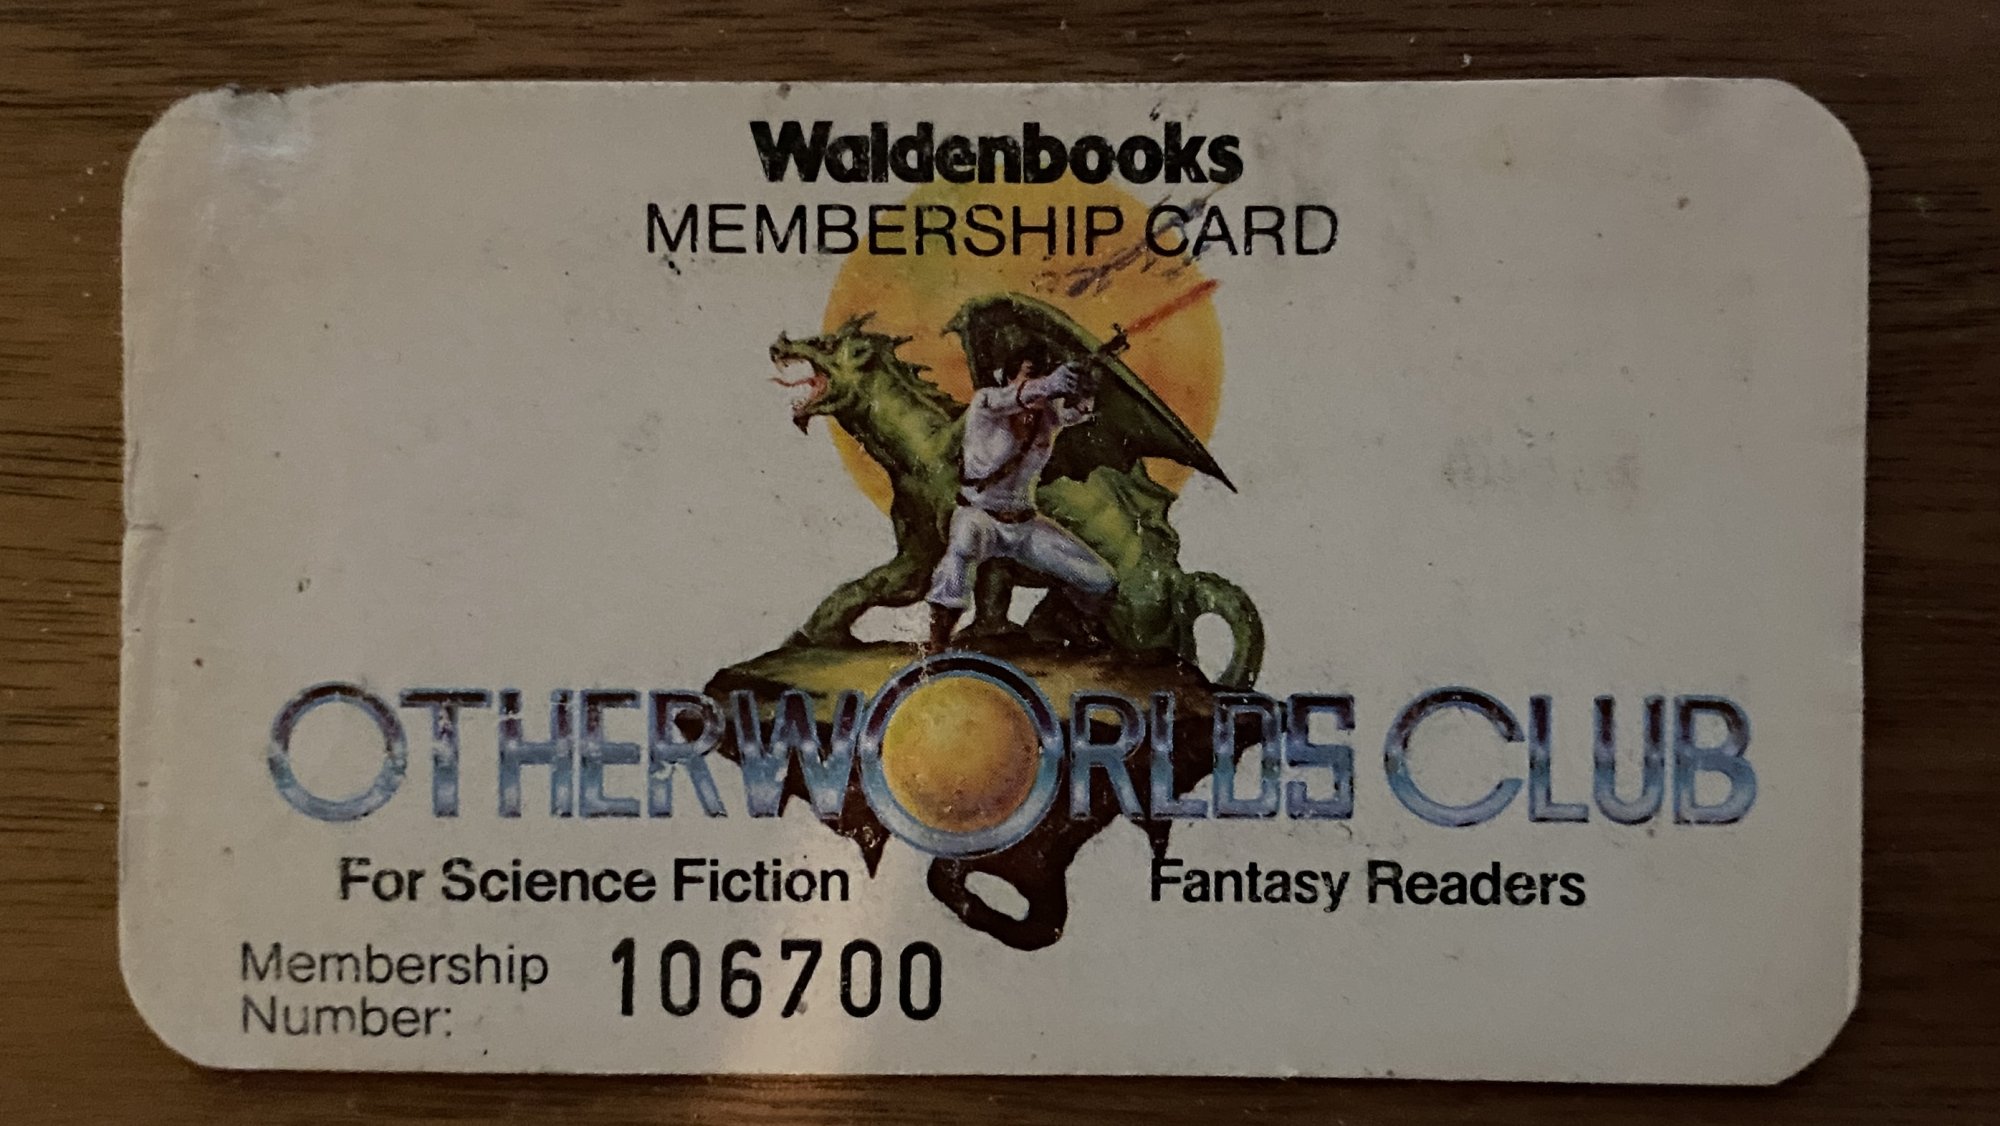 Waldenbooks
MEMBERSHIP CARD
OTHERWORLDS CLUB
For Science Fiction Fantasy Readers
Membership Number: 106700